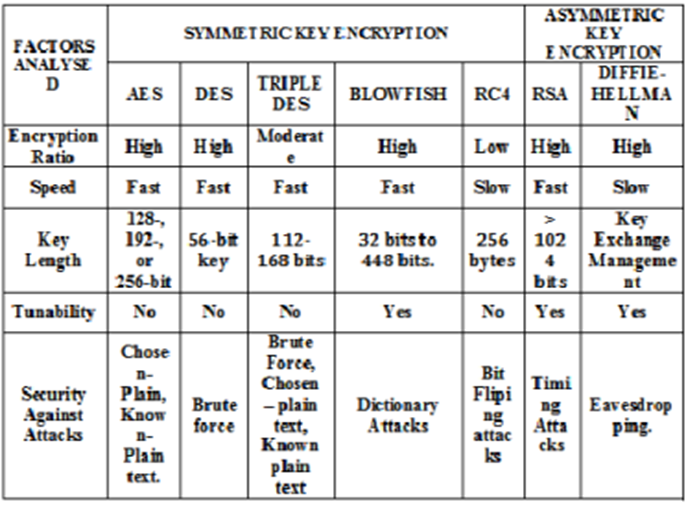 FACTORS ANALYSE D
SYMMETRIC KEY ENCRYPTION
ASYMMETRIC KEY ENCRYPTION
AES
DES
TRIPLE DES
BLOWFISH
RC4
RSA
DIFFIE-HELLMA N
Encryption Ratio
High
High
Moderat e
High
Low
High
High
Speed
Fast
Fast
Fast
Fast
Slow
Fast
Slow
Key Length
128-, 192-, or 256-bit
56-bit key
112- 168 bits
32 bits to 448 bits.
256 bytes
> 102 4 bits
Key Exchange Manageme nt
Tunability
No
No
No
Yes
No
Yes
Yes
Security Against Attacks
Chose n- Plain, Know n- Plain text.
Brute force
Brute Force, Chosen – plain text, Known plain text
Dictionary Attacks
Bit Flipi ng attac ks
Timi ng Atta cks
Eavesdrop ping.